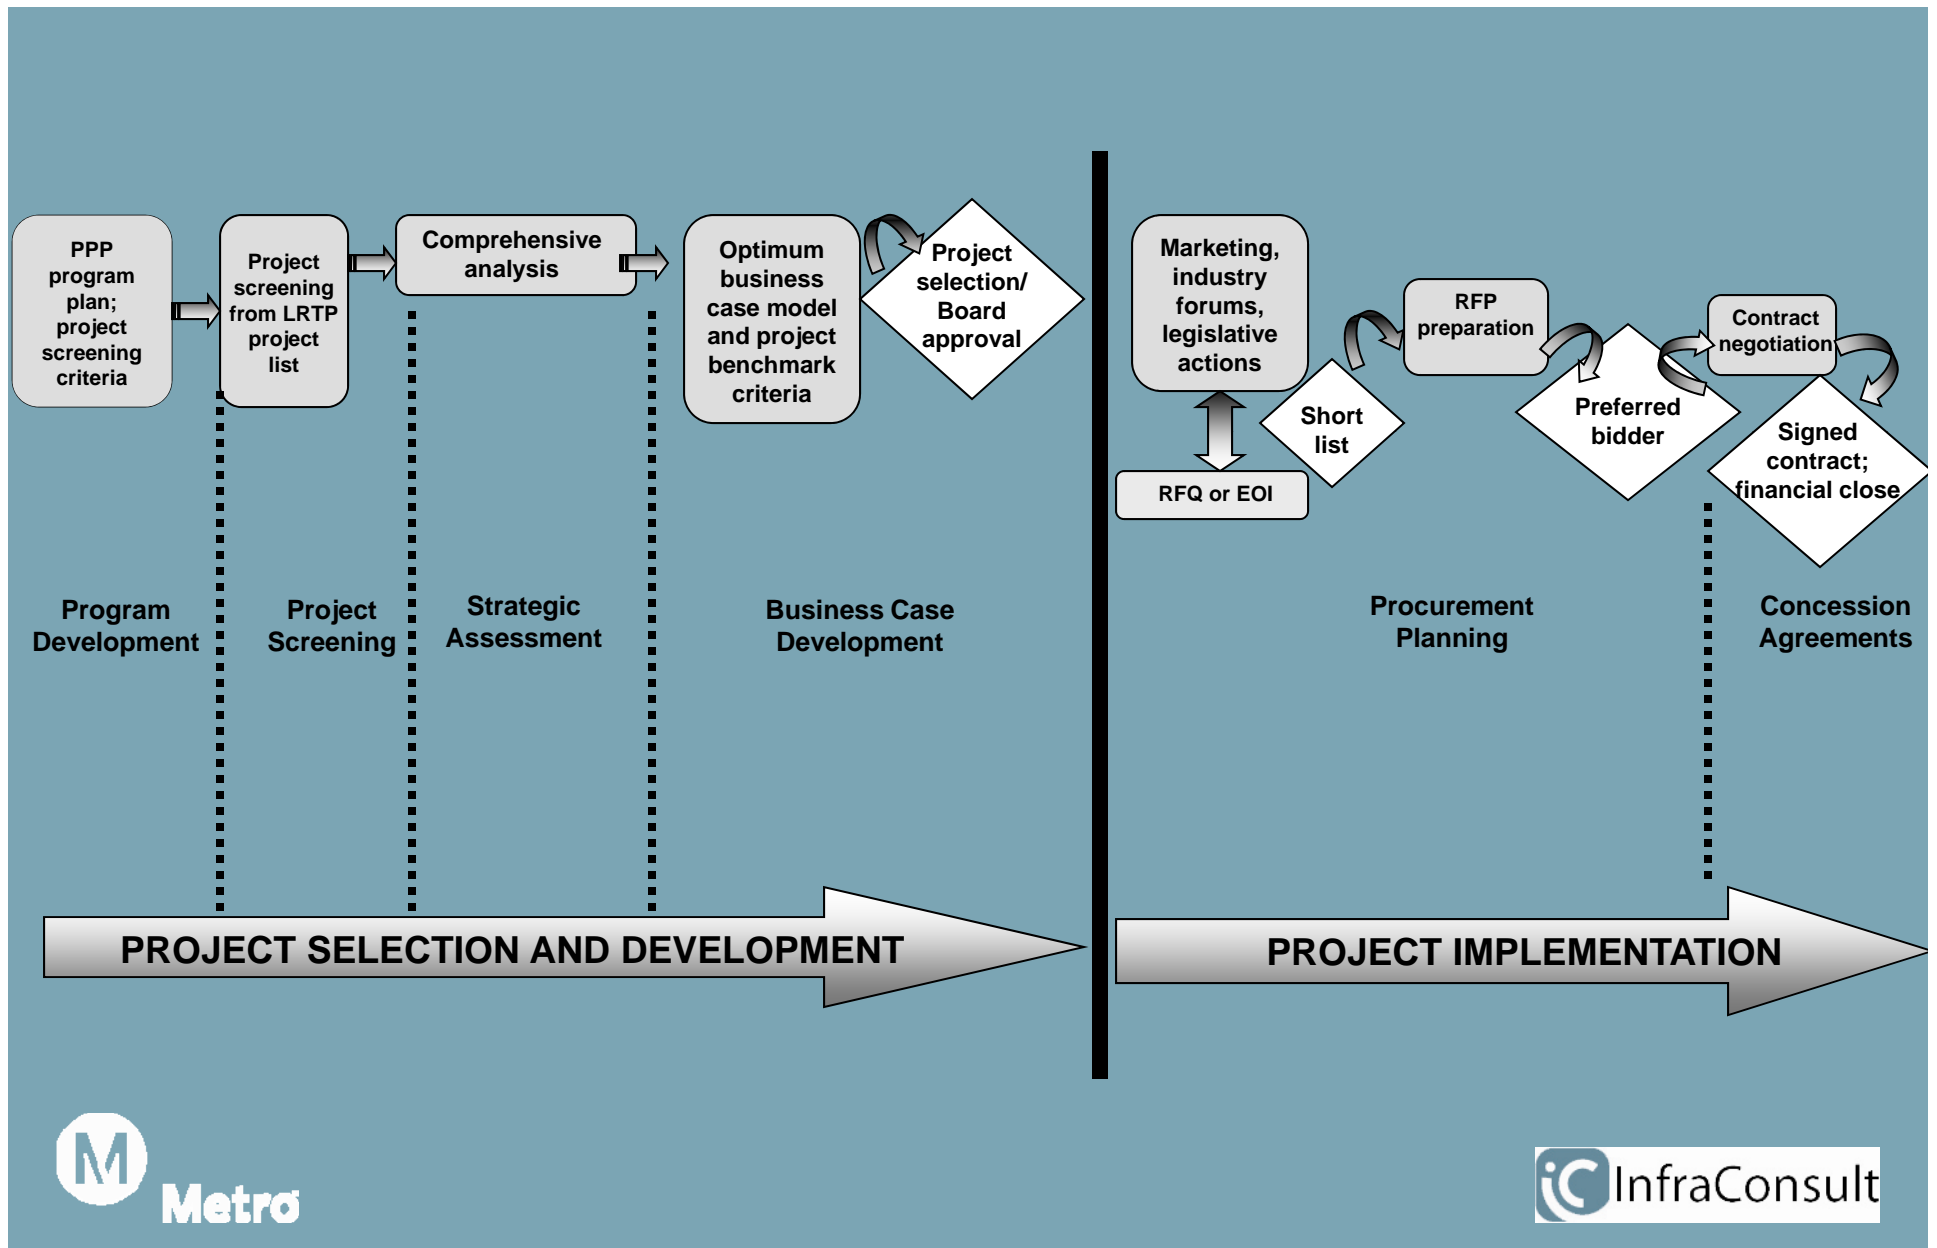 PPP
program
plan;
project
screening
criteria
Project
screening
from LRTP
project
list
Comprehensive
analysis
Optimum
business
case model
and project
benchmark
criteria
Project
selection/
Board
approval
Marketing,
industry
forums,
legislative
actions
RFQ or EOI
Short
list
RFP
preparation
Preferred
bidder
Contract
negotiation
Signed
contract;
financial close
Program
Development
Project
Screening
Strategic
Assessment
Business Case
Development
Procurement
Planning
Concession
Agreements
PROJECT SELECTION AND DEVELOPMENT
PROJECT IMPLEMENTATION
M
Metro
iC InfraConsult